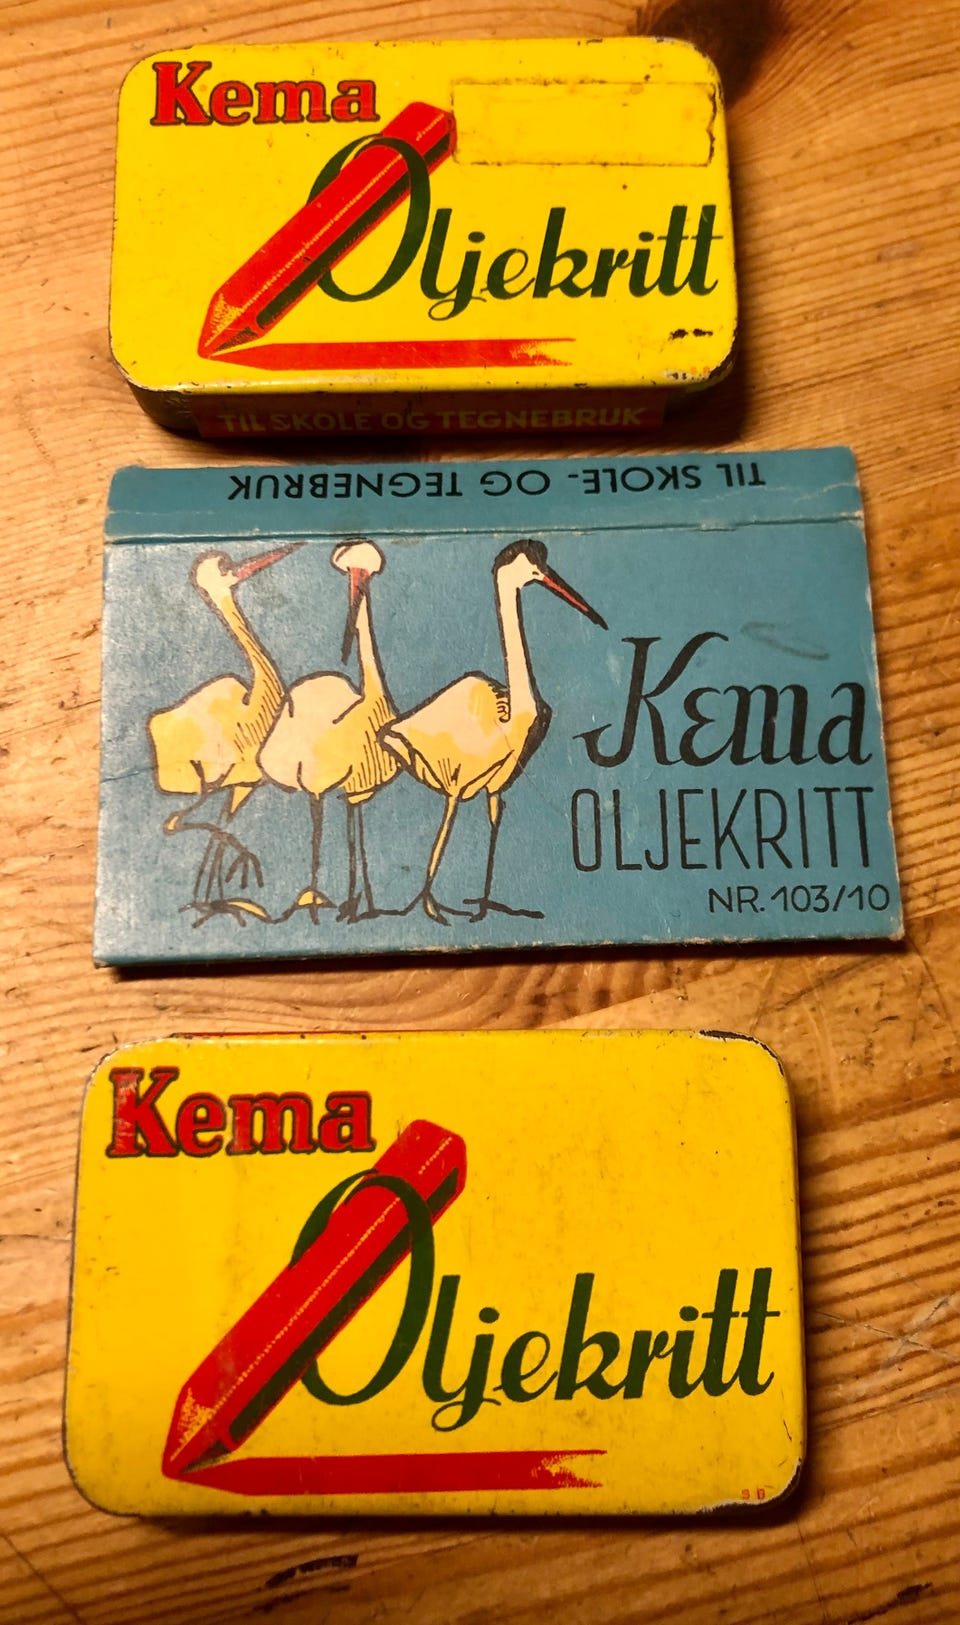 Kema
Oljekritt
TIL SKOLE OG TEGNEBRUK
TIL SKOLE- OG TEGNEBRUK
Kema
OLJEKRITT
NR. 103/10
Kema
Oljekritt